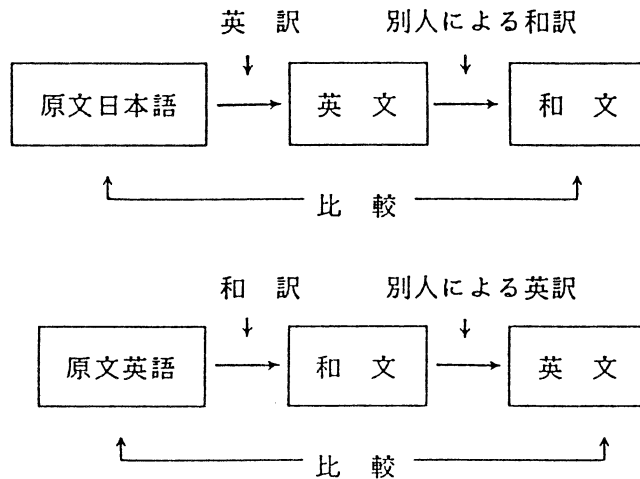 英 訳 別人による和訳
原文日本語 英 文 和 文
比 較
和 訳 別人による英訳
原文英語 和 文 英 文
比 較